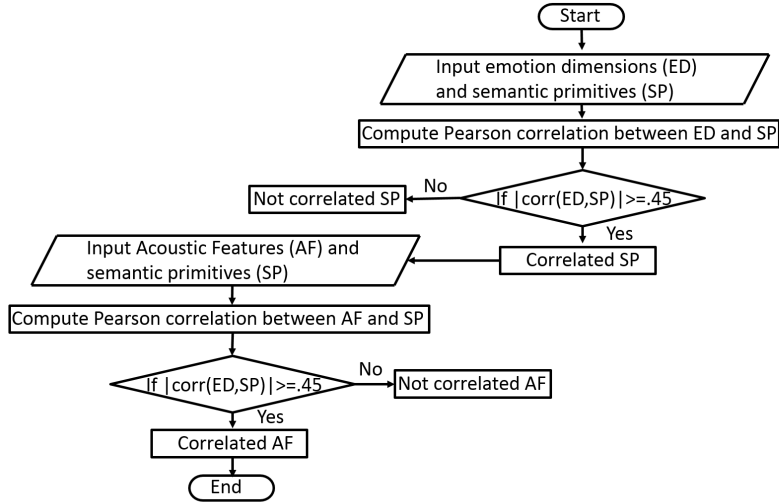 Start
Input emotion dimensions (ED)
and semantic primitives (SP)
Compute Pearson correlation between ED and SP
If |corr(ED,SP)|>=.45
No
Not correlated SP
Yes
Correlated SP
Input Acoustic Features (AF) and
semantic primitives (SP)
Compute Pearson correlation between AF and SP
If |corr(ED,SP)|>=.45
No
Not correlated AF
Yes
Correlated AF
End